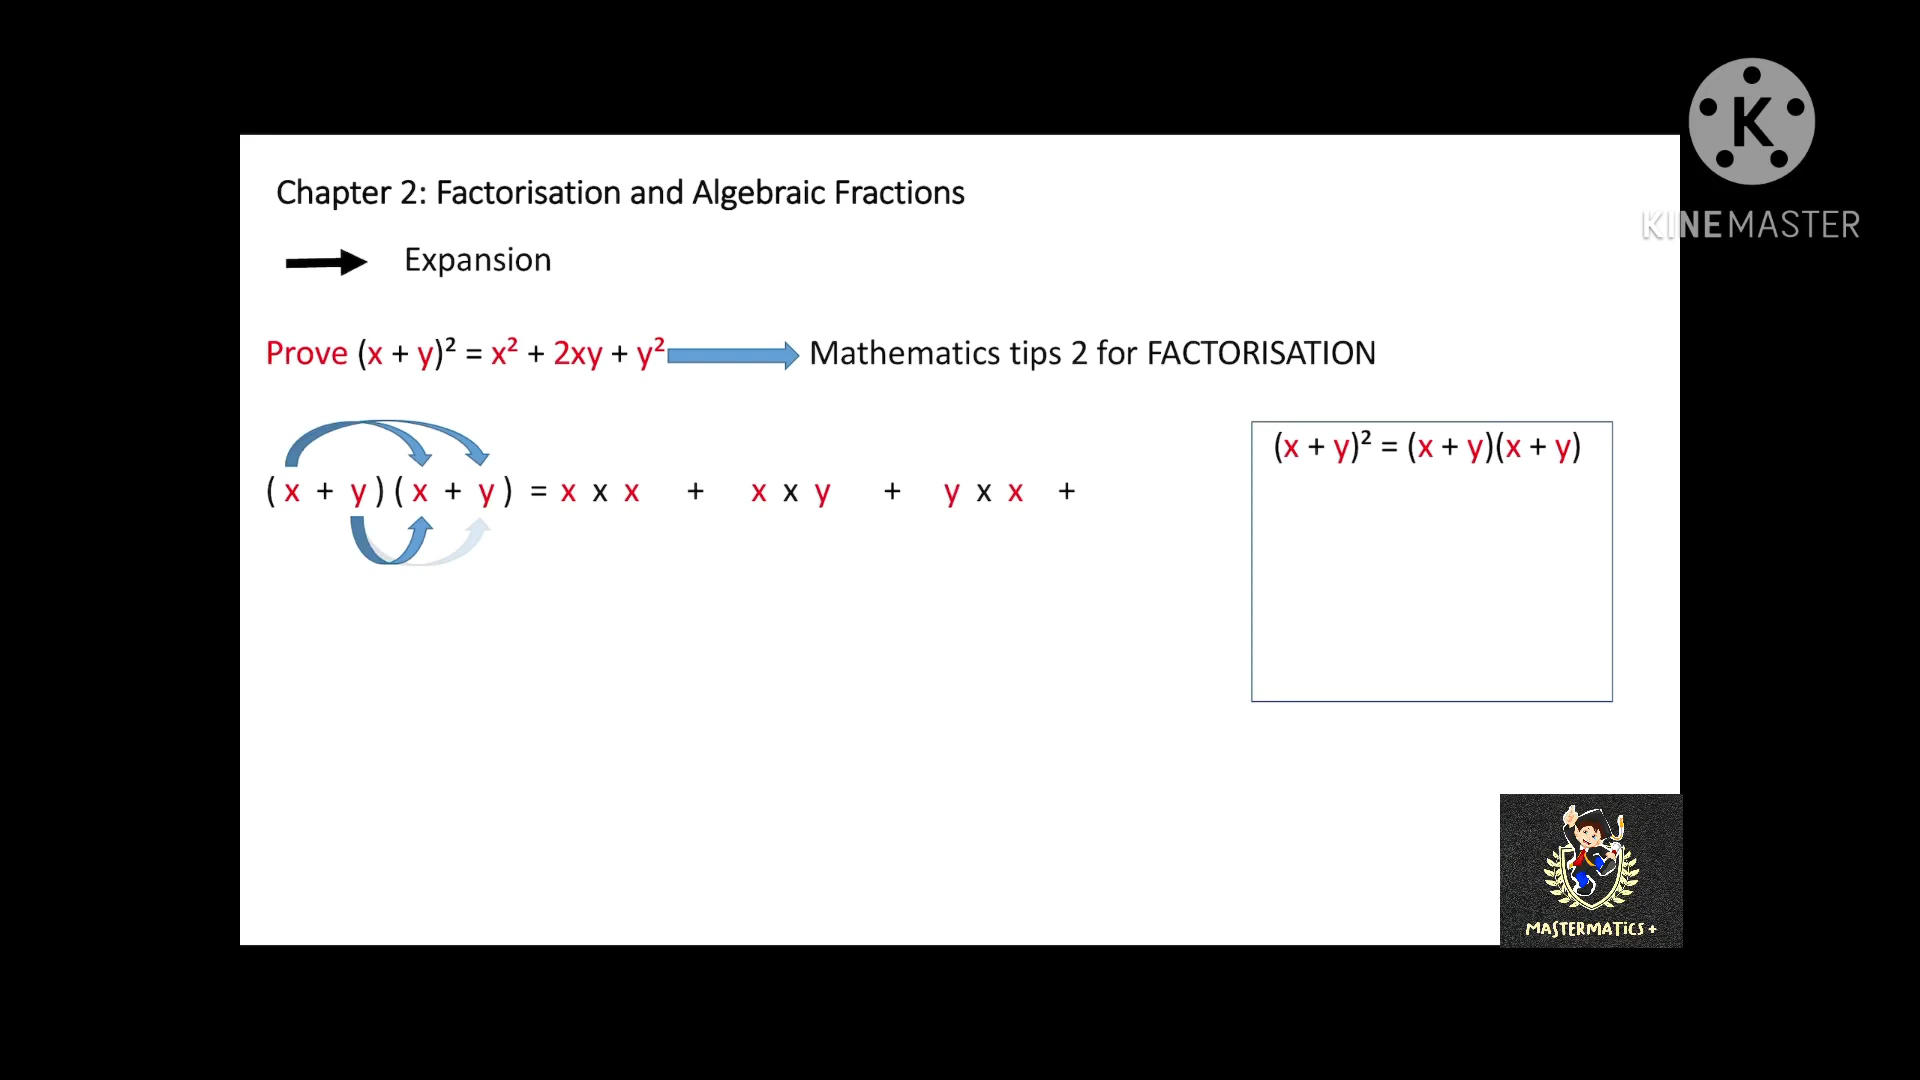 K
KINEMASTER
Chapter 2: Factorisation and Algebraic Fractions
Expansion
Prove (x + y)² = x² + 2xy + y² Mathematics tips 2 for FACTORISATION
(x + y)² = (x + y)(x + y)
( x + y ) ( x + y ) = x x x + x x y + y x x +
MASTERMATICS +